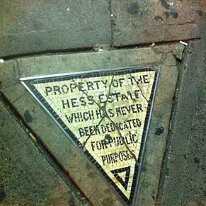 PROPERTY OF THE
HESS ESTATE
WHICH HAS NEVER
BEEN DEDICATED
FOR PUBLIC
PURPOSES